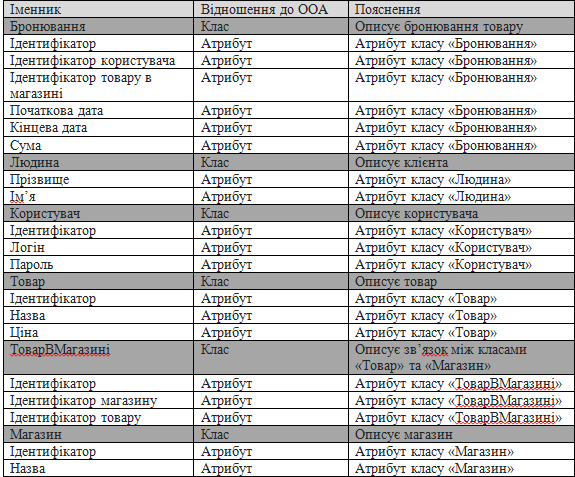 Іменник Відношення до ООА Пояснення
Бронювання Клас Описує бронювання товару
Ідентифікатор Атрибут Атрибут класу «Бронювання»
Ідентифікатор користувача Атрибут Атрибут класу «Бронювання»
Ідентифікатор товару в Атрибут Атрибут класу «Бронювання»
магазині
Початкова дата Атрибут Атрибут класу «Бронювання»
Кінцева дата Атрибут Атрибут класу «Бронювання»
Сума Атрибут Атрибут класу «Бронювання»
Людина Клас Описує клієнта
Прізвище Атрибут Атрибут класу «Людина»
Ім’я Атрибут Атрибут класу «Людина»
Користувач Клас Описує користувача
Ідентифікатор Атрибут Атрибут класу «Користувач»
Логін Атрибут Атрибут класу «Користувач»
Пароль Атрибут Атрибут класу «Користувач»
Товар Клас Описує товар
Ідентифікатор Атрибут Атрибут класу «Товар»
Назва Атрибут Атрибут класу «Товар»
Ціна Атрибут Атрибут класу «Товар»
ТоварВМагазині Клас Описує зв’язок між класами
«Товар» та «Магазин»
Ідентифікатор Атрибут Атрибут класу «ТоварВМагазині»
Ідентифікатор магазину Атрибут Атрибут класу «ТоварВМагазині»
Ідентифікатор товару Атрибут Атрибут класу «ТоварВМагазині»
Магазин Клас Описує магазин
Ідентифікатор Атрибут Атрибут класу «Магазин»
Назва Атрибут Атрибут класу «Магазин»